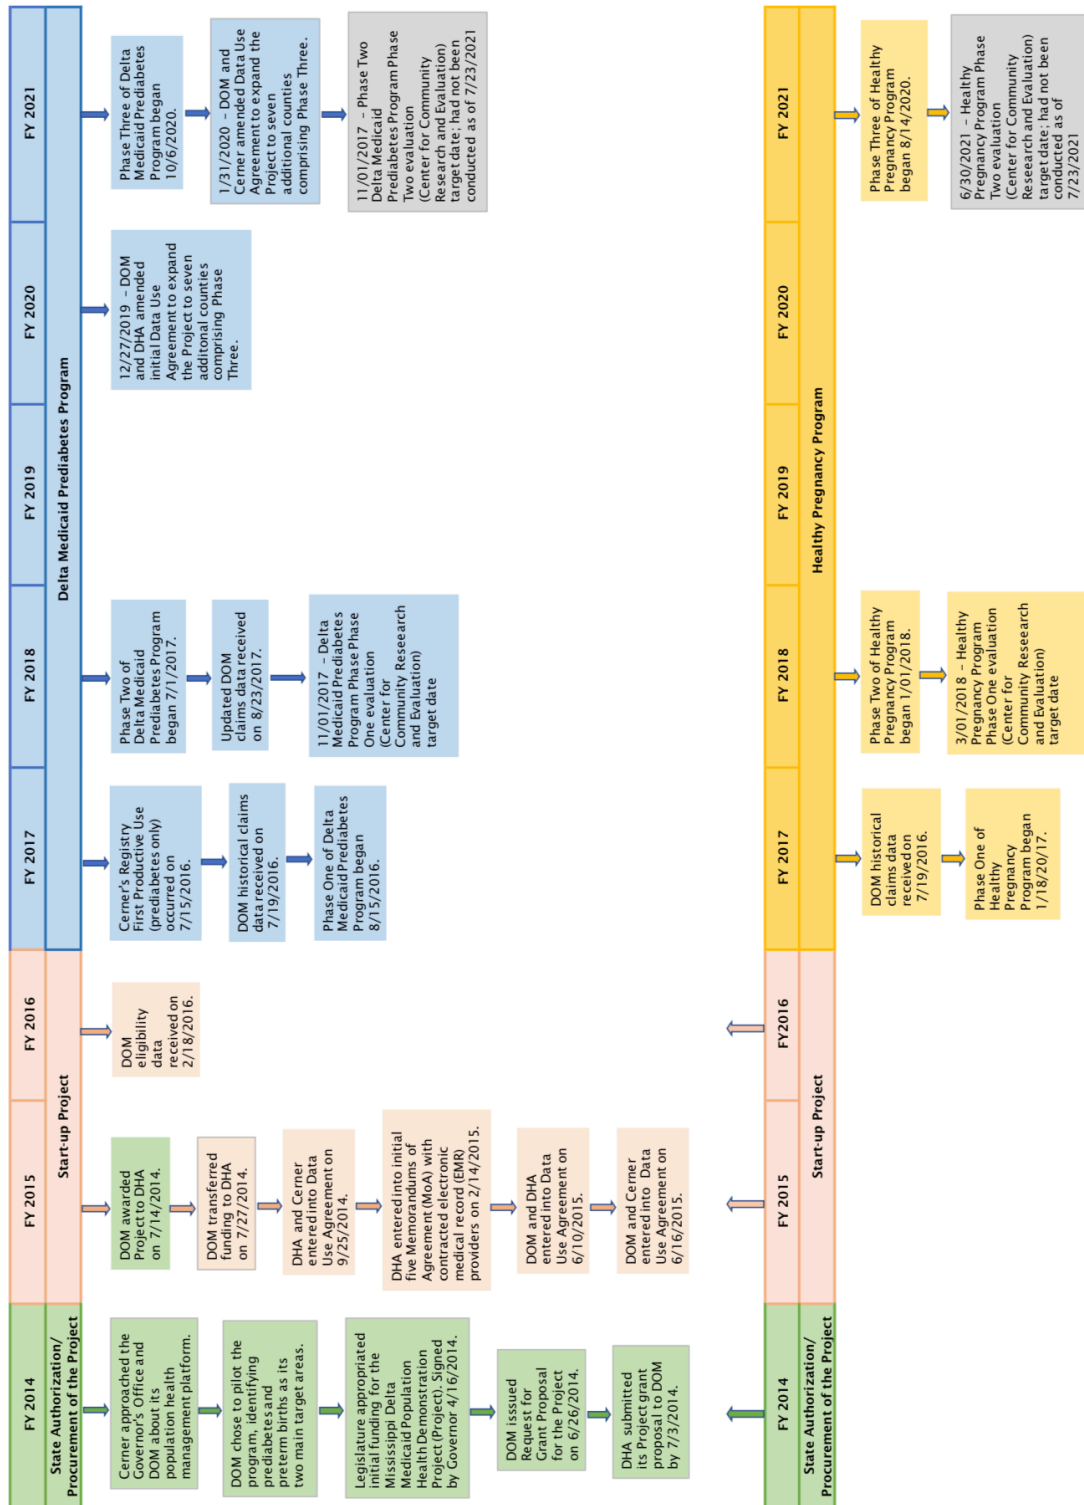 FY 2014
FY 2015
FY 2016
FY 2017
FY 2018
FY 2019
FY 2020
FY 2021
State Authorization/
Procurement of the Project
Start-up Project
Delta Medicaid Prediabetes Program
Cerner approached the
Governor's Office and
DOM about its
population health
management platform.
DOM chose to pilot the
program, identifying
prediabetes and
preterm births as its
two main target areas.
Legislature appropriated
initial funding for the
Mississippi Delta
Medicaid Population
Health Demonstration
Project (Project). Signed
by Governor 4/16/2014.
DOM isssued
Request for
Grant Proposal
for the Project
on 6/26/2014.
DHA submitted
its Project grant
proposal to DOM
by 7/3/2014.
DOM awarded
Project to DHA
on 7/14/2014.
DOM transferred
funding to DHA
on 7/27/2014.
DHA and Cerner
entered into Data
Use Agreement on
9/25/2014.
DHA entered into initial
five Memorandums of
Agreement (MoA) with
contracted electronic
medical record (EMR)
providers on 2/14/2015.
DOM and DHA
entered into Data
Use Agreement on
6/10/2015.
DOM and Cerner
entered into Data
Use Agreement on
6/16/2015.
DOM
eligibility
data
received on
2/18/2016.
Cerner's Registry
First Productive Use
(prediabetes only)
occurred on
7/15/2016.
DOM historical claims
data received on
7/19/2016.
Phase One of Delta
Medicaid Prediabetes
Program began
8/15/2016.
Phase Two of
Delta Medicaid
Prediabetes Program
began 7/1/2017.
Updated DOM
claims data received
on 8/23/2017.
11/01/2017 – Delta
Medicaid Prediabetes
Program Phase Phase
One evaluation
(Center for
Community Reseearch
and Evaluation)
target date
12/27/2019 – DOM
and DHA amended
initial Data Use
Agreement to expand
the Project to seven
additonal counties
comprising Phase
Three.
Phase Three of Delta
Medicaid Prediabetes
Program began
10/6/2020.
1/31/2020 – DOM and
Cerner amended Data Use
Agreement to expand the
Project to seven
additional counties
comprising Phase Three.
11/01/2017 – Phase Two
Delta Medicaid
Prediabetes Program Phase
Two evaluation
(Center for Community
Research and Evaluation)
target date; had not been
conducted as of 7/23/2021
FY 2014
FY 2015
FY2016
FY 2017
FY 2018
FY 2019
FY 2020
FY 2021
State Authorization/
Procurement of the Project
Start-up Project
Healthy Pregnancy Program
DOM historical
claims data
received on
7/19/2016.
Phase One of
Healthy
Pregnancy
Program began
1/18/20/17.
Phase Two of Healthy
Pregnancy Program
began 1/01/2018.
3/01/2018 – Healthy
Pregnancy Program
Phase One evaluation
(Center for
Community Reseearch
and Evaluation)
target date
Phase Three of Healthy
Pregnancy Program
began 8/14/2020.
6/30/2021 – Healthy
Pregnancy Program Phase
Two evaluation
(Center for Community
Reseerch and Evaluation)
target date; had not been
conducted as of
7/23/2021